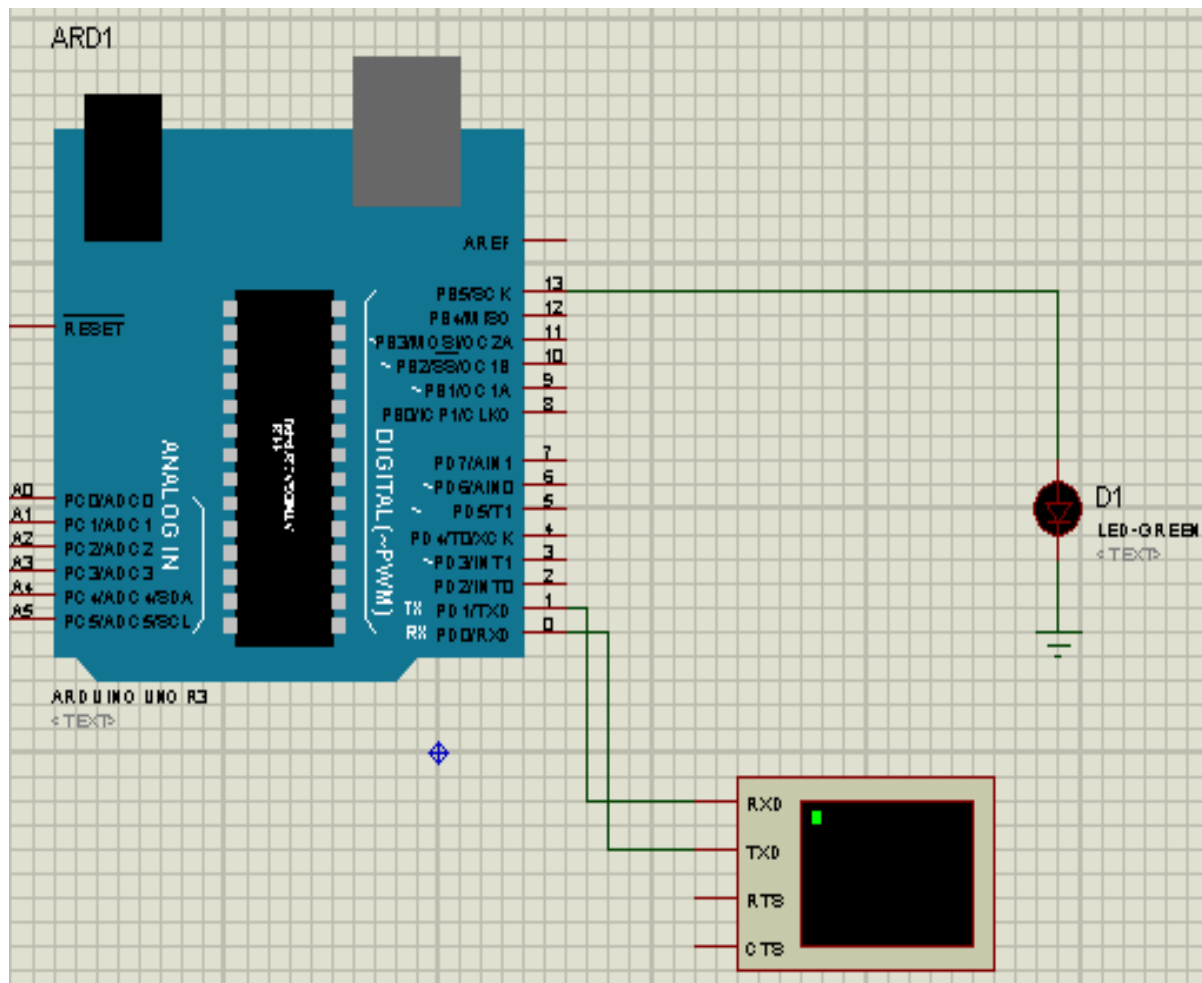 ARD1
AREF
PB5/SCK 13
PB4/MISO 12
~PB3/MOSI/OC2A 11
~PB2/SS/OC1B 10
~PB1/OC1A 9
PB0/ICP1/CLKO 8
PD7/AIN1 7
~PD6/AIN0 6
~PD5/T1 5
PD4/T0/XCK 4
~PD3/INT1 3
PD2/INT0 2
TX PD1/TXD 1
RX PD0/RXD 0
DIGITAL (~PWM)
RESET
ANALOG IN
A0 PC0/ADC0
A1 PC1/ADC1
A2 PC2/ADC2
A3 PC3/ADC3
A4 PC4/ADC4/SDA
A5 PC5/ADC5/SCL
ARDUINO UNO R3
<TEXT>
D1
LED-GREEN
<TEXT>
RXD
TXD
RTS
CTS